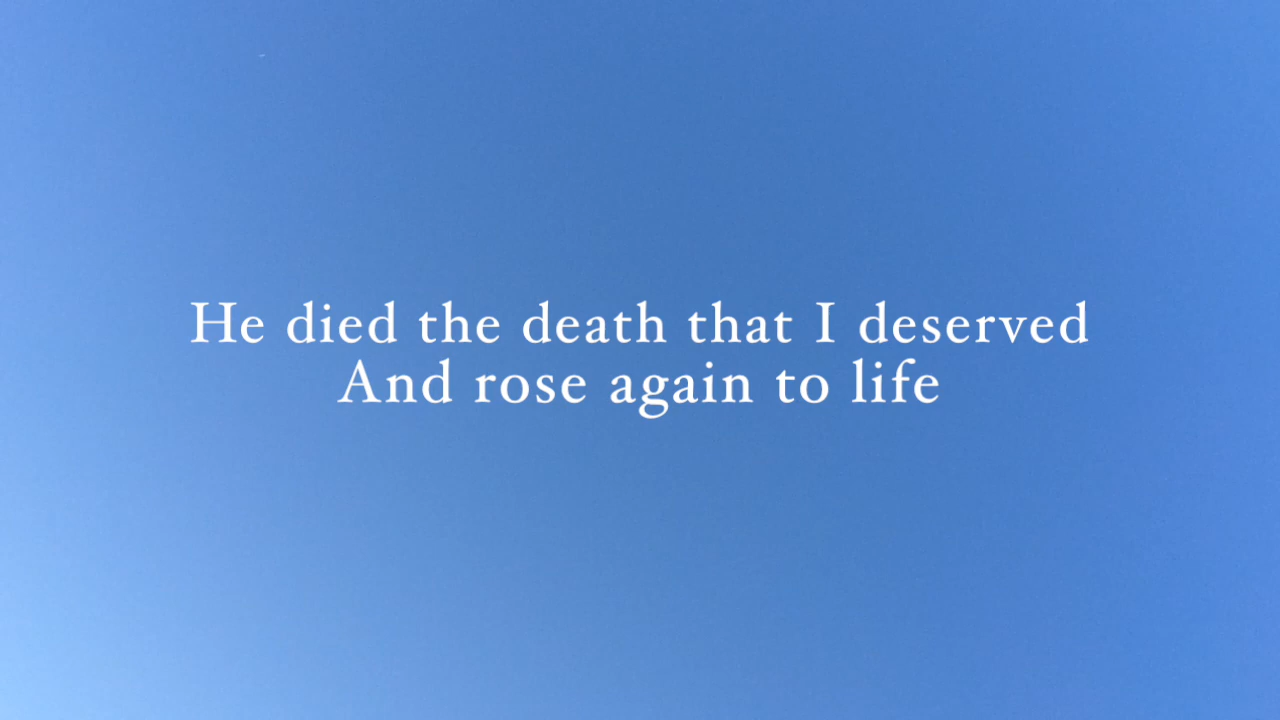 He died the death that I deserved
And rose again to life